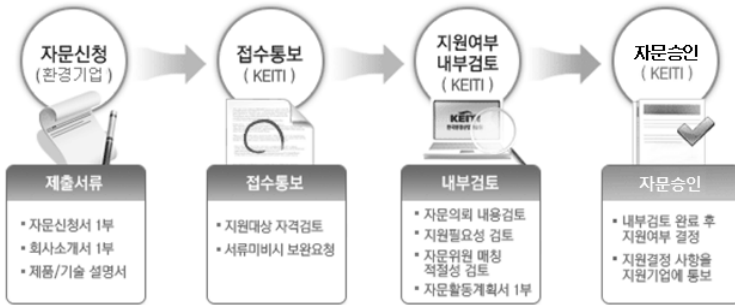 자문신청
(환경기업)
접수통보
(KEITI)
지원여부
내부검토
(KEITI)
자문승인
(KEITI)
KEITI
제출서류
▪ 자문신청서 1부
▪ 회사소개서 1부
▪ 제품/기술 설명서
접수통보
▪ 지원대상 자격검토
▪ 서류미비시 보완요청
내부검토
▪ 자문의뢰 내용검토
▪ 지원필요성 검토
▪ 자문위원 매칭
적절성 검토
▪ 자문활동계획서 1부
자문승인
▪ 내부검토 완료 후
지원여부 결정
▪ 지원결정 사항을
지원기업에 통보